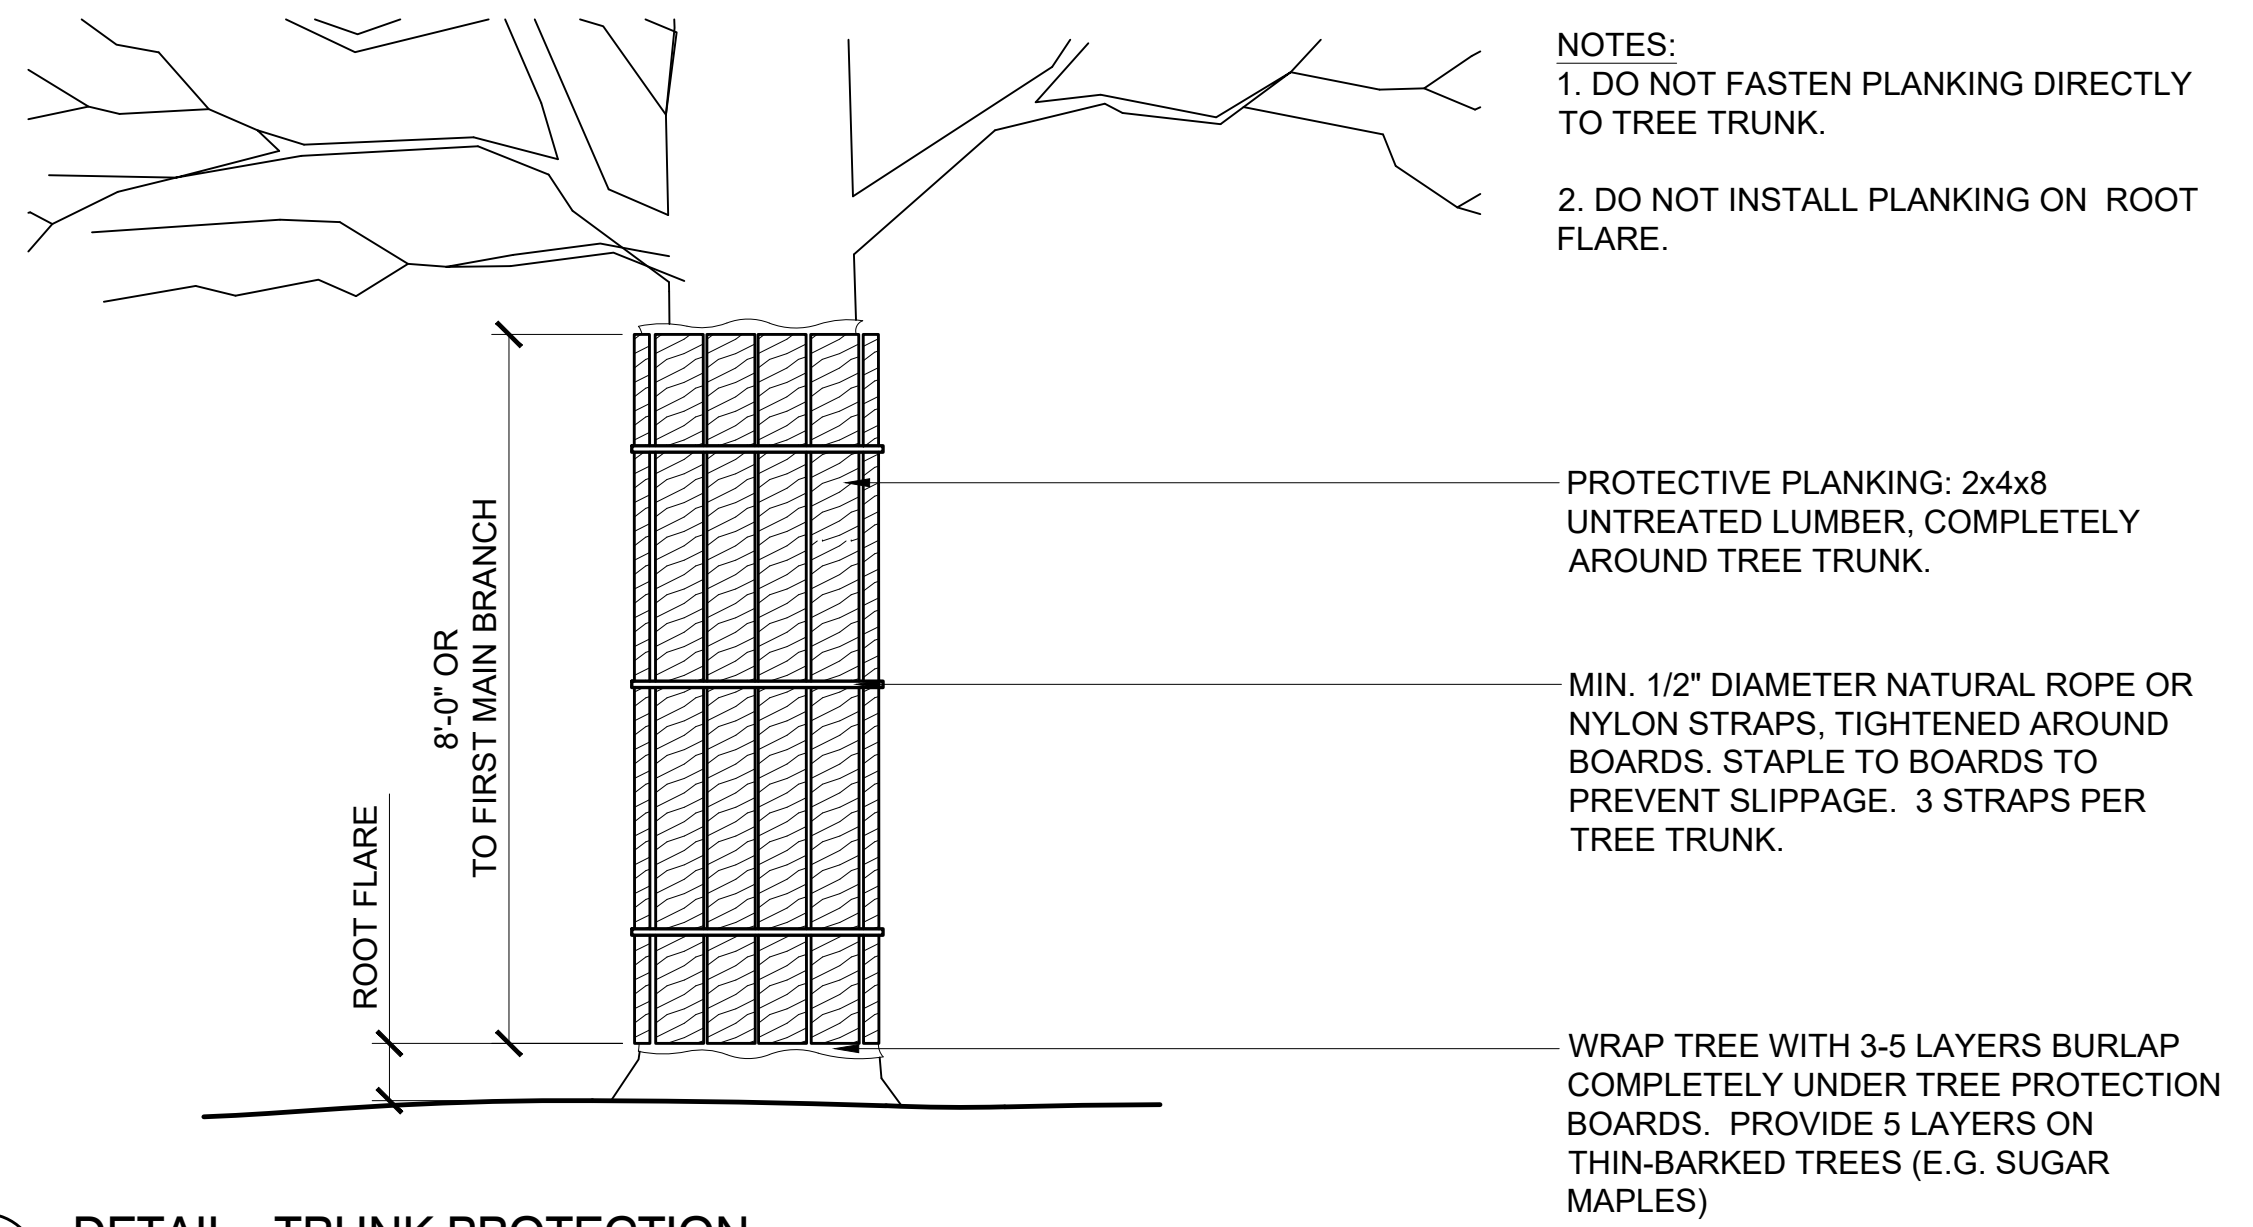 NOTES:
1. DO NOT FASTEN PLANKING DIRECTLY
TO TREE TRUNK.
2. DO NOT INSTALL PLANKING ON ROOT
FLARE.
PROTECTIVE PLANKING: 2x4x8
UNTREATED LUMBER, COMPLETELY
AROUND TREE TRUNK.
8'-0" OR
TO FIRST MAIN BRANCH
MIN. 1/2" DIAMETER NATURAL ROPE OR
NYLON STRAPS, TIGHTENED AROUND
BOARDS. STAPLE TO BOARDS TO
PREVENT SLIPPAGE. 3 STRAPS PER
TREE TRUNK.
ROOT FLARE
WRAP TREE WITH 3-5 LAYERS BURLAP
COMPLETELY UNDER TREE PROTECTION
BOARDS. PROVIDE 5 LAYERS ON
THIN-BARKED TREES (E.G. SUGAR
MAPLES)
DETAIL - TRUNK PROTECTION